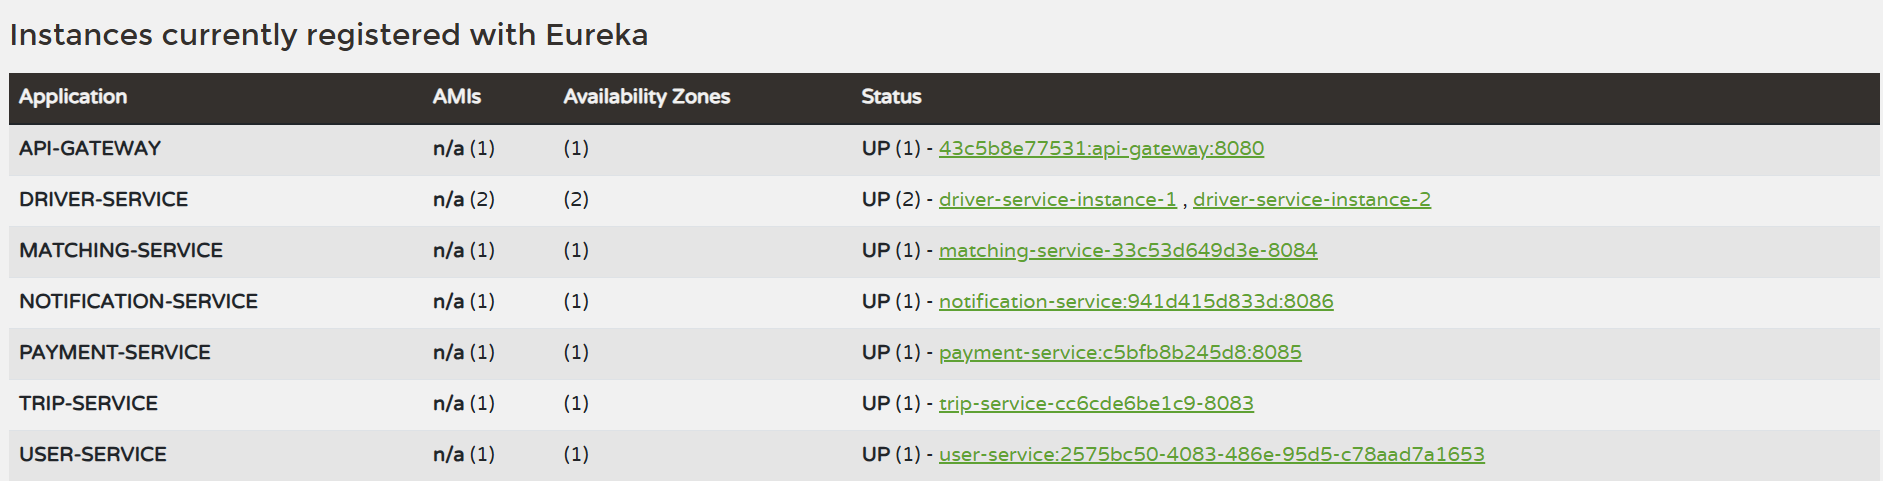 Instances currently registered with Eureka
Application AMIs Availability Zones Status
API-GATEWAY n/a (1) (1) UP (1) - 43c5b8e77531:api-gateway:8080
DRIVER-SERVICE n/a (2) (2) UP (2) - driver-service-instance-1 , driver-service-instance-2
MATCHING-SERVICE n/a (1) (1) UP (1) - matching-service-33c53d649d3e-8084
NOTIFICATION-SERVICE n/a (1) (1) UP (1) - notification-service:941d415d833d:8086
PAYMENT-SERVICE n/a (1) (1) UP (1) - payment-service:c5bfb8b245d8:8085
TRIP-SERVICE n/a (1) (1) UP (1) - trip-service-cc6cde6be1c9-8083
USER-SERVICE n/a (1) (1) UP (1) - user-service:2575bc50-4083-486e-95d5-c78aad7a1653